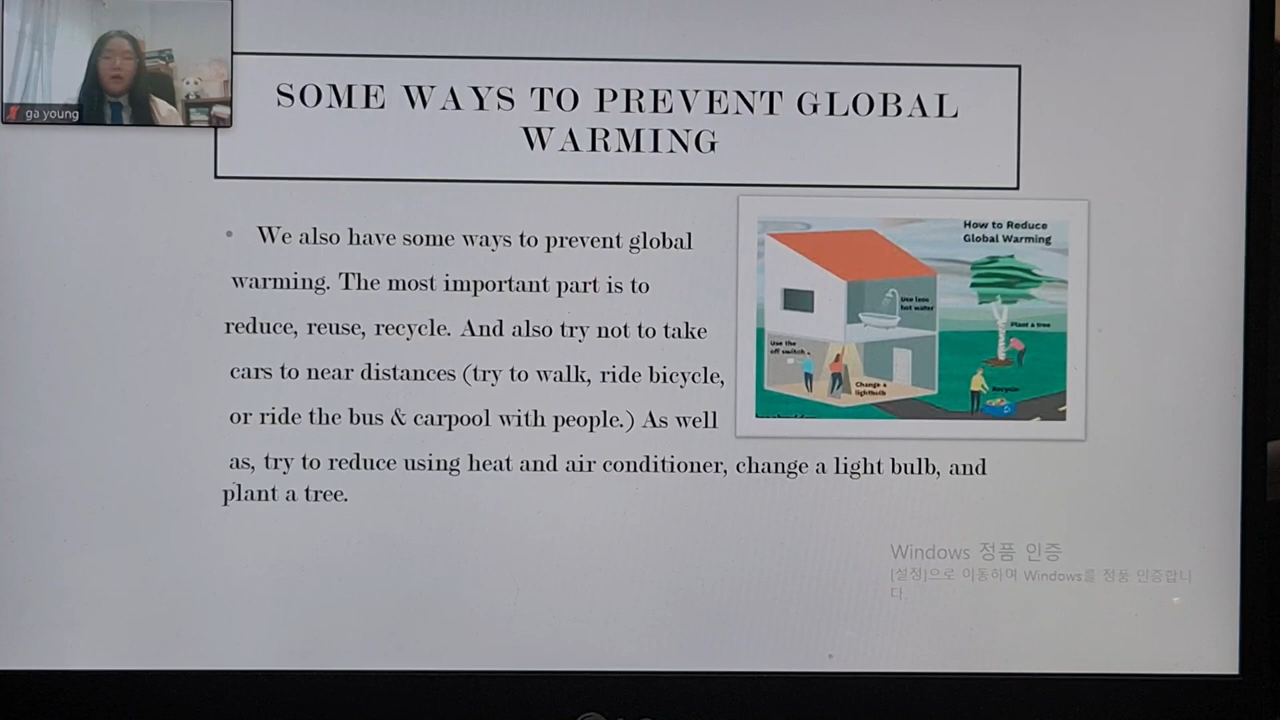 ga young
SOME WAYS TO PREVENT GLOBAL
WARMING
• We also have some ways to prevent global
warming. The most important part is to
reduce, reuse, recycle. And also try not to take
cars to near distances (try to walk, ride bicycle,
or ride the bus & carpool with people.) As well
as, try to reduce using heat and air conditioner, change a light bulb, and
plant a tree.
How to Reduce
Global Warming
Use less
hot water
Plant a tree
Use the
off switch
Change a
lightbulb
Recycle
Windows 정품 인증
[설정]으로 이동하여 Windows를 정품 인증합니
다.